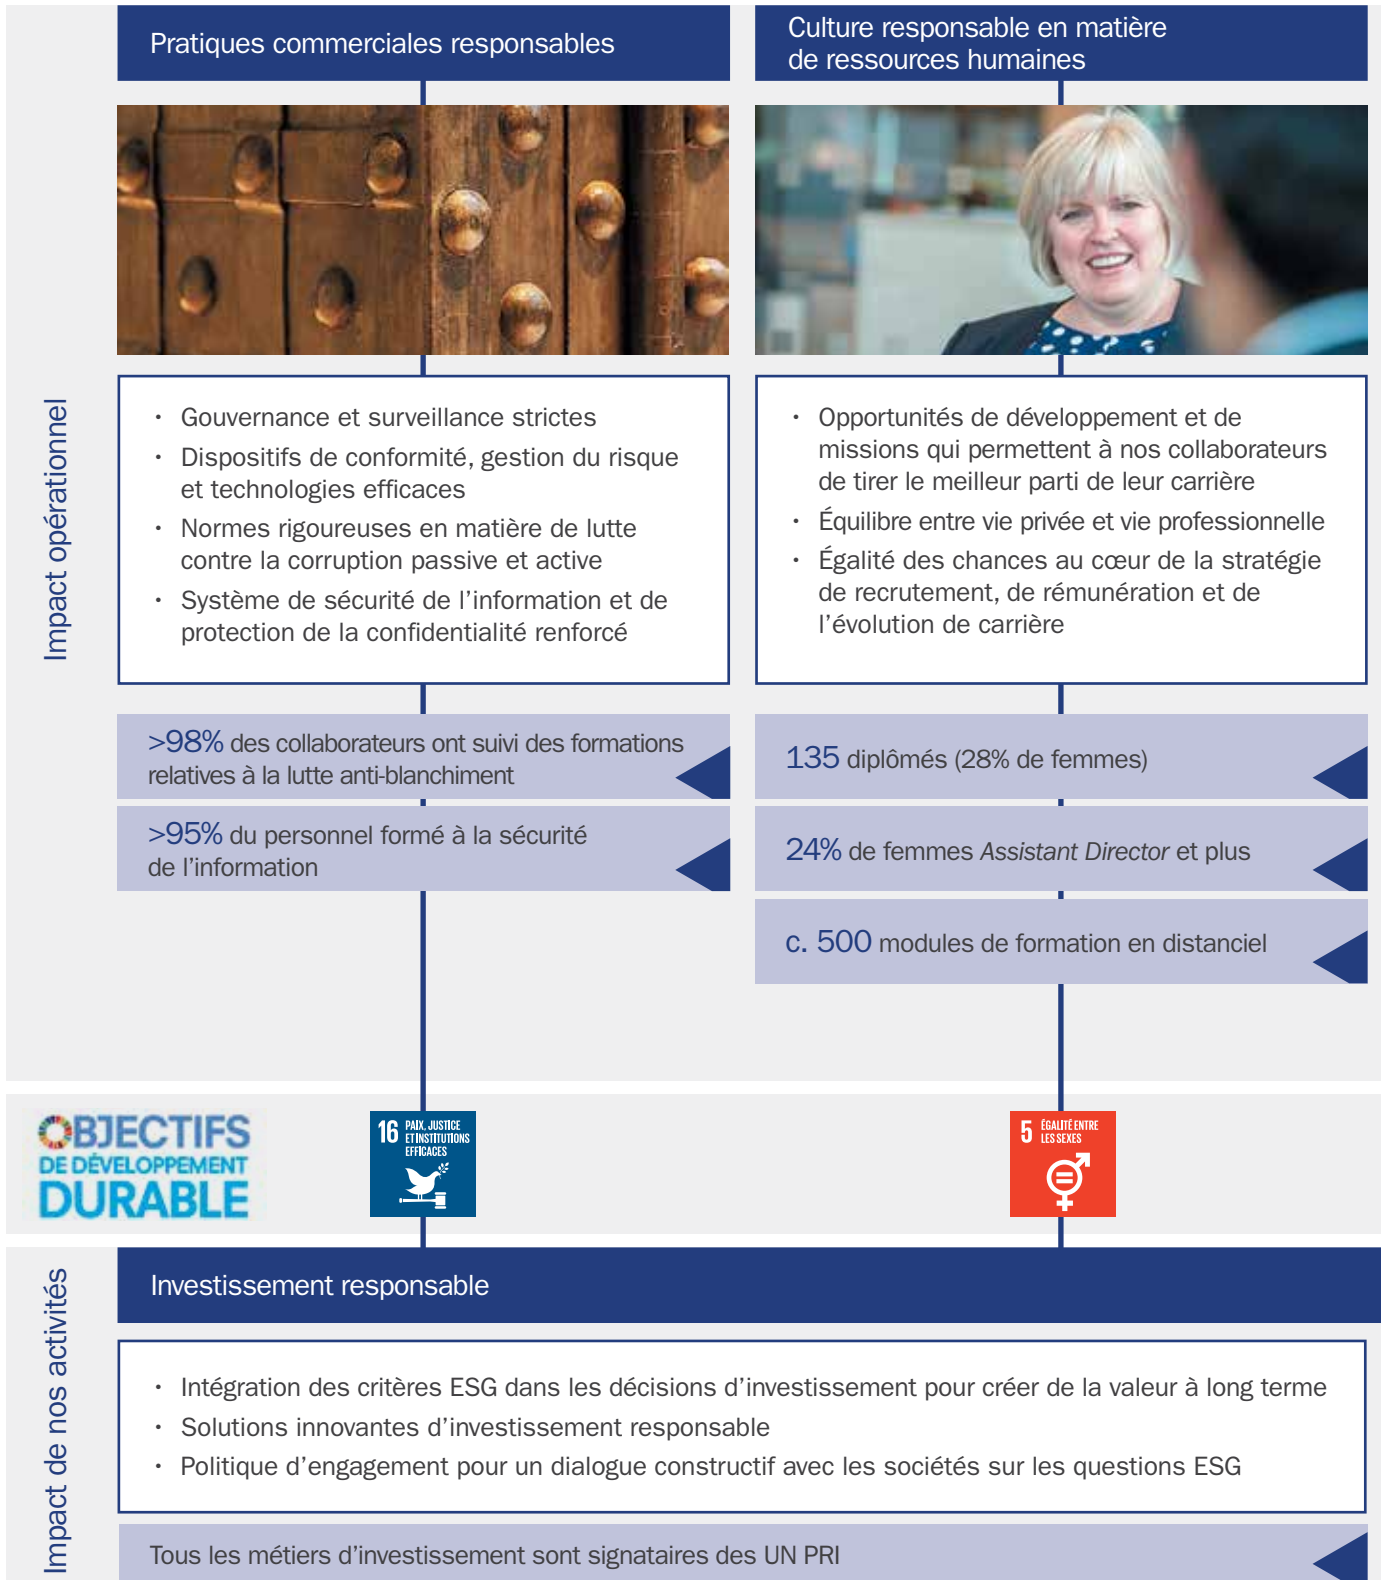 Pratiques commerciales responsables
Culture responsable en matière
de ressources humaines
Impact opérationnel
· Gouvernance et surveillance strictes
· Dispositifs de conformité, gestion du risque
et technologies efficaces
· Normes rigoureuses en matière de lutte
contre la corruption passive et active
· Système de sécurité de l’information et de
protection de la confidentialité renforcé
· Opportunités de développement et de
missions qui permettent à nos collaborateurs
de tirer le meilleur parti de leur carrière
· Équilibre entre vie privée et vie professionnelle
· Égalité des chances au cœur de la stratégie
de recrutement, de rémunération et de
l’évolution de carrière
>98% des collaborateurs ont suivi des formations
relatives à la lutte anti-blanchiment
>95% du personnel formé à la sécurité
de l’information
135 diplômés (28% de femmes)
24% de femmes Assistant Director et plus
c. 500 modules de formation en distanciel
OBJECTIFS
DE DÉVELOPPEMENT
DURABLE
16 PAIX, JUSTICE
ET INSTITUTIONS
EFFICACES
5 ÉGALITÉ ENTRE
LES SEXES
Impact de nos activités
Investissement responsable
· Intégration des critères ESG dans les décisions d’investissement pour créer de la valeur à long terme
· Solutions innovantes d’investissement responsable
· Politique d’engagement pour un dialogue constructif avec les sociétés sur les questions ESG
Tous les métiers d’investissement sont signataires des UN PRI